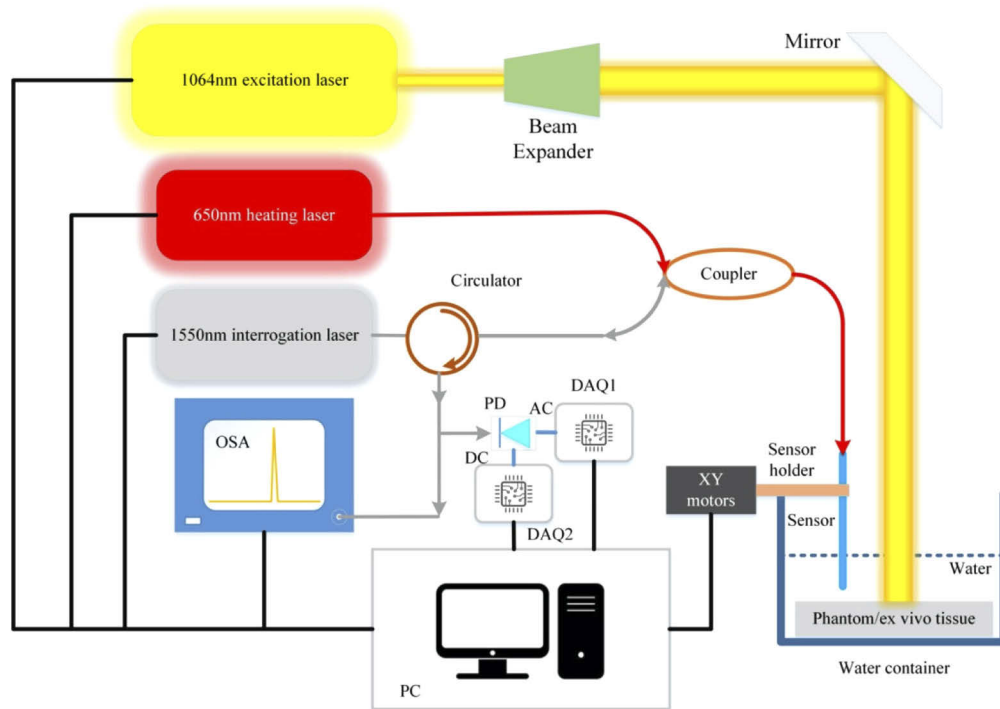 Mirror
1064nm excitation laser
Beam
Expander
650nm heating laser
Circulator
Coupler
1550nm interrogation laser
DAQ1
PD
AC
OSA
DC
Sensor
holder
XY
motors
Sensor
DAQ2
Water
Phantom/ex vivo tissue
Water container
PC